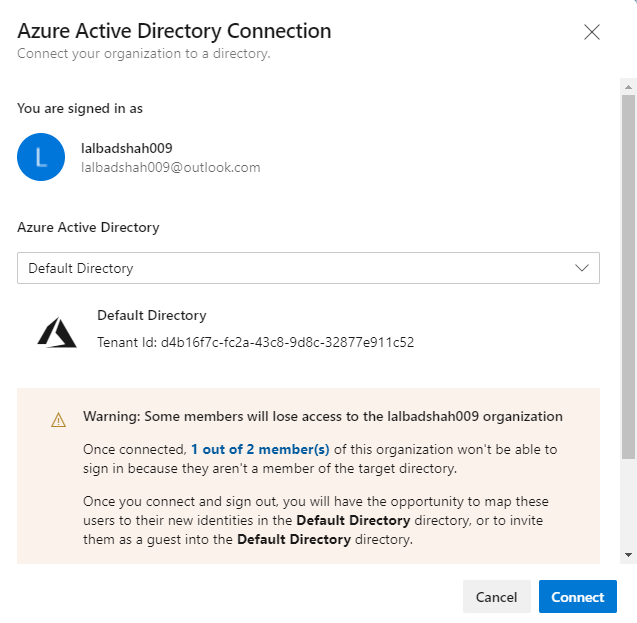 Azure Active Directory Connection
Connect your organization to a directory.
You are signed in as
L
lalbadshah009
lalbadshah009@outlook.com
Azure Active Directory
Default Directory
Default Directory
Tenant Id: d4b16f7c-fc2a-43c8-9d8c-32877e911c52
Warning: Some members will lose access to the lalbadshah009 organization
Once connected, 1 out of 2 member(s) of this organization won't be able to
sign in because they aren't a member of the target directory.
Once you connect and sign out, you will have the opportunity to map these
users to their new identities in the Default Directory directory, or to invite
them as a guest into the Default Directory directory.
Cancel
Connect